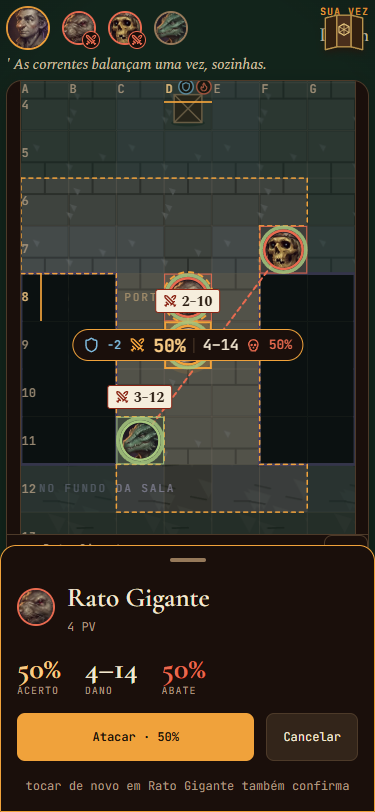 SUA VEZ
As correntes balançam uma vez, sozinhas.
A B C D E F G
4
5
6
7
8 PORT
2–10
9
-2 50% 4–14 50%
10
3–12
11
12 NO FUNDO DA SALA
Rato Gigante
4 PV
50% 4–14 50%
ACERTO DANO ABATE
Atacar · 50% Cancelar
tocar de novo em Rato Gigante também confirma